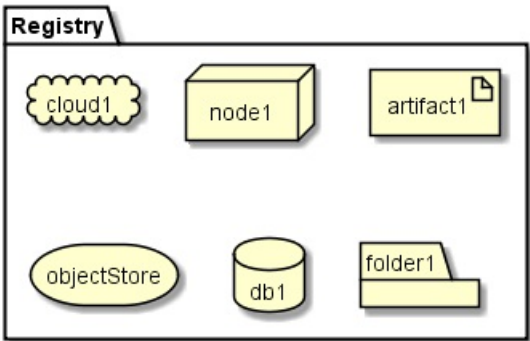 Registry
cloud1
node1
artifact1
objectStore
db1
folder1